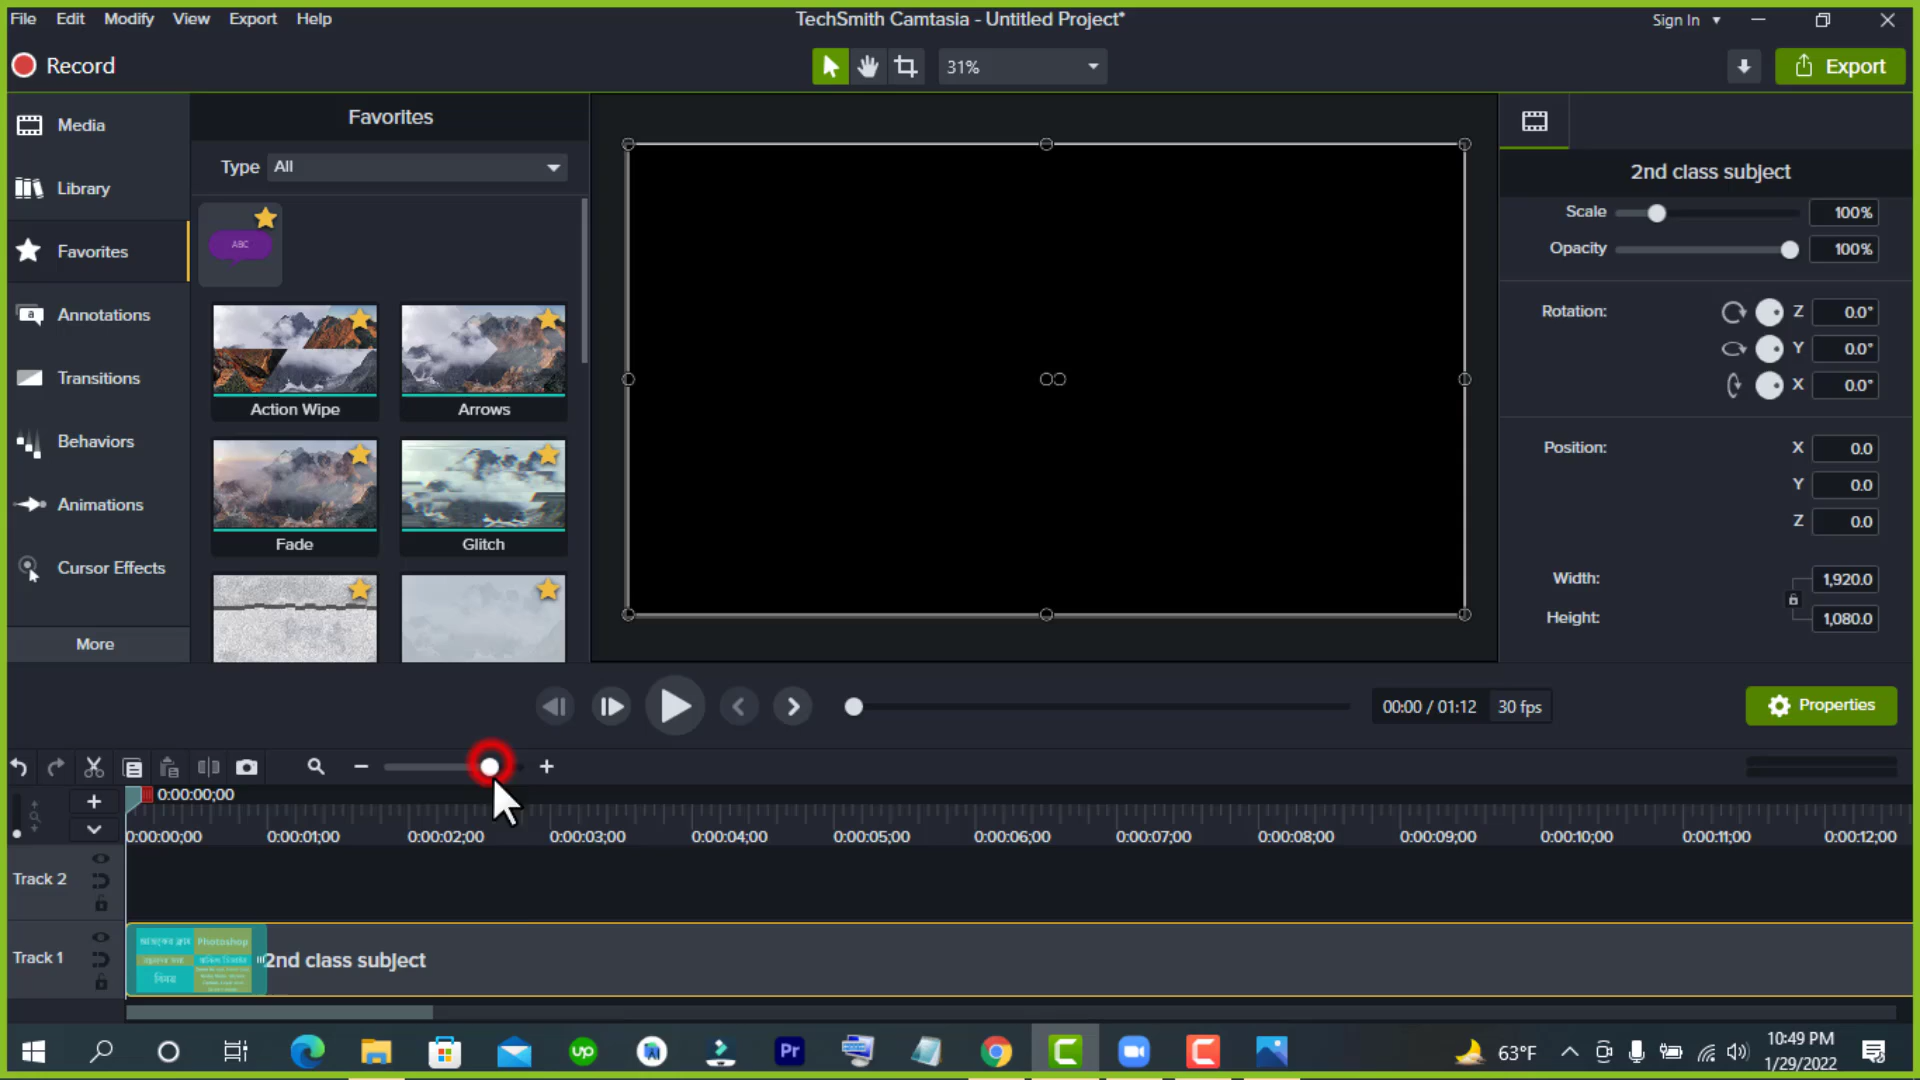 File Edit Modify View Export Help
TechSmith Camtasia - Untitled Project*
Sign In
Record
31%
Export
Media
Library
Favorites
Annotations
Transitions
Behaviors
Animations
Cursor Effects
More
Favorites
Type All
ABC
Action Wipe Arrows
Fade Glitch
2nd class subject
Scale 100%
Opacity 100%
Rotation: Z 0.0°
Y 0.0°
X 0.0°
Position: X 0.0
Y 0.0
Z 0.0
Width: 1,920.0
Height: 1,080.0
00:00 / 01:12 30 fps
Properties
0:00:00;00
0:00:00;00 0:00:01;00 0:00:02;00 0:00:03;00 0:00:04;00 0:00:05;00 0:00:06;00 0:00:07;00 0:00:08;00 0:00:09;00 0:00:10;00 0:00:11;00 0:00:12;00
Track 2
Track 1
Photoshop
2nd class subject
up
Pr
63°F
10:49 PM
1/29/2022